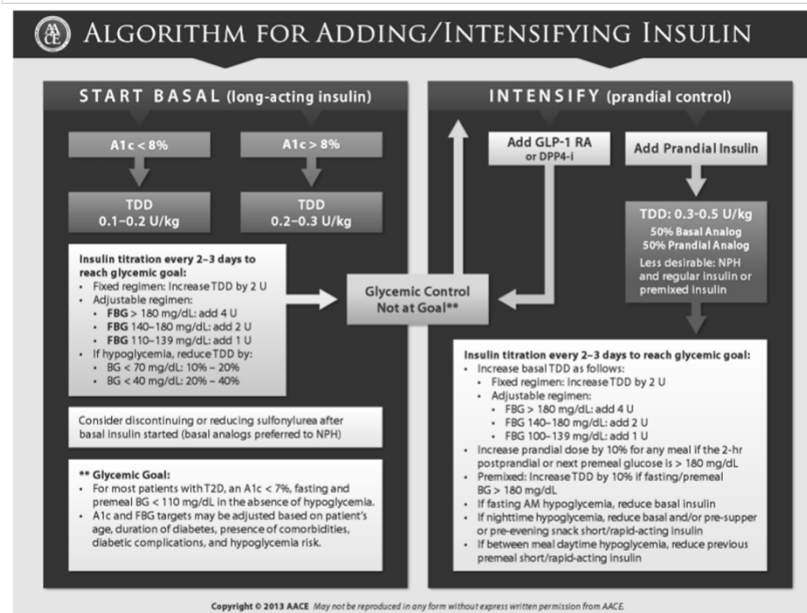 AACE
ALGORITHM FOR ADDING/INTENSIFYING INSULIN
START BASAL (long-acting insulin)
A1c < 8%
A1c > 8%
TDD
0.1–0.2 U/kg
TDD
0.2–0.3 U/kg
Insulin titration every 2–3 days to
reach glycemic goal:
• Fixed regimen: Increase TDD by 2 U
• Adjustable regimen:
• FBG > 180 mg/dL: add 4 U
• FBG 140–180 mg/dL: add 2 U
• FBG 110–139 mg/dL: add 1 U
• If hypoglycemia, reduce TDD by:
• BG < 70 mg/dL: 10% – 20%
• BG < 40 mg/dL: 20% – 40%
Consider discontinuing or reducing sulfonylurea after
basal insulin started (basal analogs preferred to NPH)
** Glycemic Goal:
• For most patients with T2D, an A1c < 7%, fasting and
premeal BG < 110 mg/dL in the absence of hypoglycemia.
• A1c and FBG targets may be adjusted based on patient's
age, duration of diabetes, presence of comorbidities,
diabetic complications, and hypoglycemia risk.
Glycemic Control
Not at Goal**
INTENSIFY (prandial control)
Add GLP-1 RA
or DPP4-i
Add Prandial Insulin
TDD: 0.3-0.5 U/kg
50% Basal Analog
50% Prandial Analog
Less desirable: NPH
and regular insulin or
premixed insulin
Insulin titration every 2–3 days to reach glycemic goal:
• Increase basal TDD as follows:
• Fixed regimen: Increase TDD by 2 U
• Adjustable regimen:
• FBG > 180 mg/dL: add 4 U
• FBG 140–180 mg/dL: add 2 U
• FBG 100–139 mg/dL: add 1 U
• Increase prandial dose by 10% for any meal if the 2-hr
postprandial or next premeal glucose is > 180 mg/dL
• Premixed: Increase TDD by 10% if fasting/premeal
BG > 180 mg/dL
• If fasting AM hypoglycemia, reduce basal insulin
• If nighttime hypoglycemia, reduce basal and/or pre-supper
or pre-evening snack short/rapid-acting insulin
• If between meal daytime hypoglycemia, reduce previous
premeal short/rapid-acting insulin
Copyright © 2013 AACE May not be reproduced in any form without express written permission from AACE.